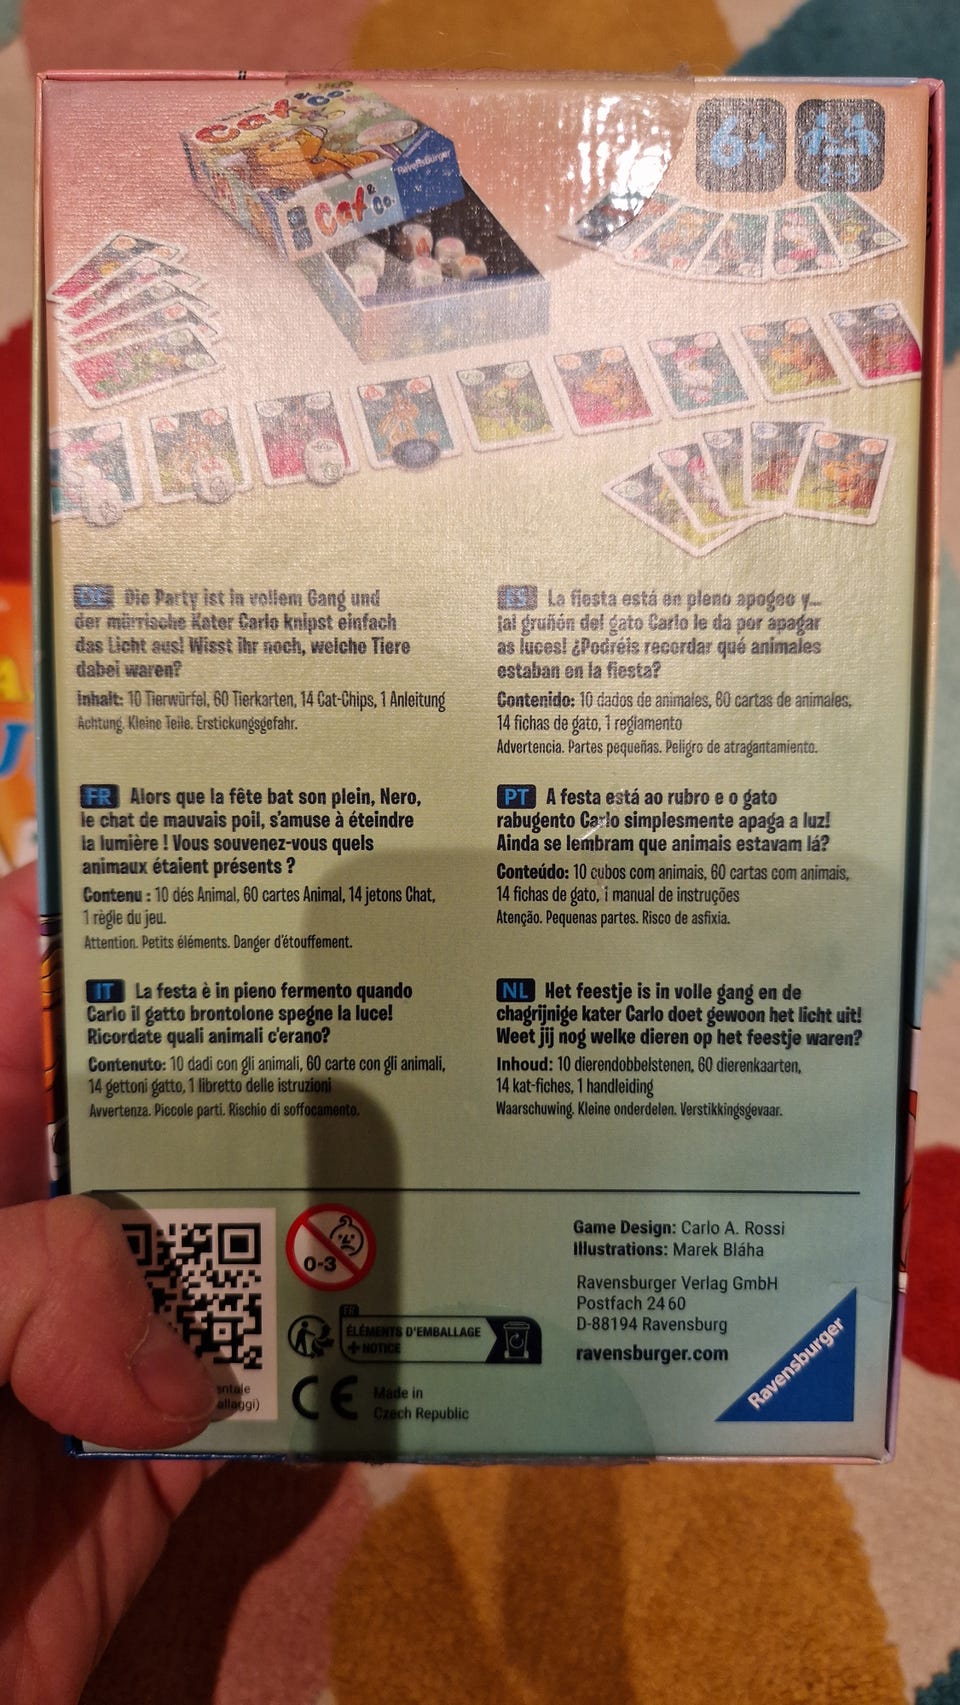 Cat & Co.
Ravensburger
Cat & Co.
6+
2-5
DE Die Party ist in vollem Gang und
der mürrische Kater Carlo knipst einfach
das Licht aus! Wisst ihr noch, welche Tiere
dabei waren?
Inhalt: 10 Tierwürfel, 60 Tierkarten, 14 Cat-Chips, 1 Anleitung
Achtung. Kleine Teile. Erstickungsgefahr.
FR Alors que la fête bat son plein, Nero,
le chat de mauvais poil, s'amuse à éteindre
la lumière ! Vous souvenez-vous quels
animaux étaient présents ?
Contenu : 10 dés Animal, 60 cartes Animal, 14 jetons Chat,
1 règle du jeu.
Attention. Petits éléments. Danger d'étouffement.
IT La festa è in pieno fermento quando
Carlo il gatto brontolone spegne la luce!
Ricordate quali animali c'erano?
Contenuto: 10 dadi con gli animali, 60 carte con gli animali,
14 gettoni gatto, 1 libretto delle istruzioni
Avvertenza. Piccole parti. Rischio di soffocamento.
ES La fiesta está en pleno apogeo y...
¡al gruñón del gato Carlo le da por apagar
as luces! ¿Podréis recordar qué animales
estaban en la fiesta?
Contenido: 10 dados de animales, 60 cartas de animales,
14 fichas de gato, 1 reglamento
Advertencia. Partes pequeñas. Peligro de atragantamiento.
PT A festa está ao rubro e o gato
rabugento Carlo simplesmente apaga a luz!
Ainda se lembram que animais estavam lá?
Conteúdo: 10 cubos com animais, 60 cartas com animais,
14 fichas de gato, 1 manual de instruções
Atenção. Pequenas partes. Risco de asfixia.
NL Het feestje is in volle gang en de
chagrijnige kater Carlo doet gewoon het licht uit!
Weet jij nog welke dieren op het feestje waren?
Inhoud: 10 dierendobbelstenen, 60 dierenkaarten,
14 kat-fiches, 1 handleiding
Waarschuwing. Kleine onderdelen. Verstikkingsgevaar.
0-3
FR
ÉLÉMENTS D'EMBALLAGE
+ NOTICE
CE
Made in
Czech Republic
Game Design: Carlo A. Rossi
Illustrations: Marek Bláha
Ravensburger Verlag GmbH
Postfach 24 60
D-88194 Ravensburg
ravensburger.com
Ravensburger